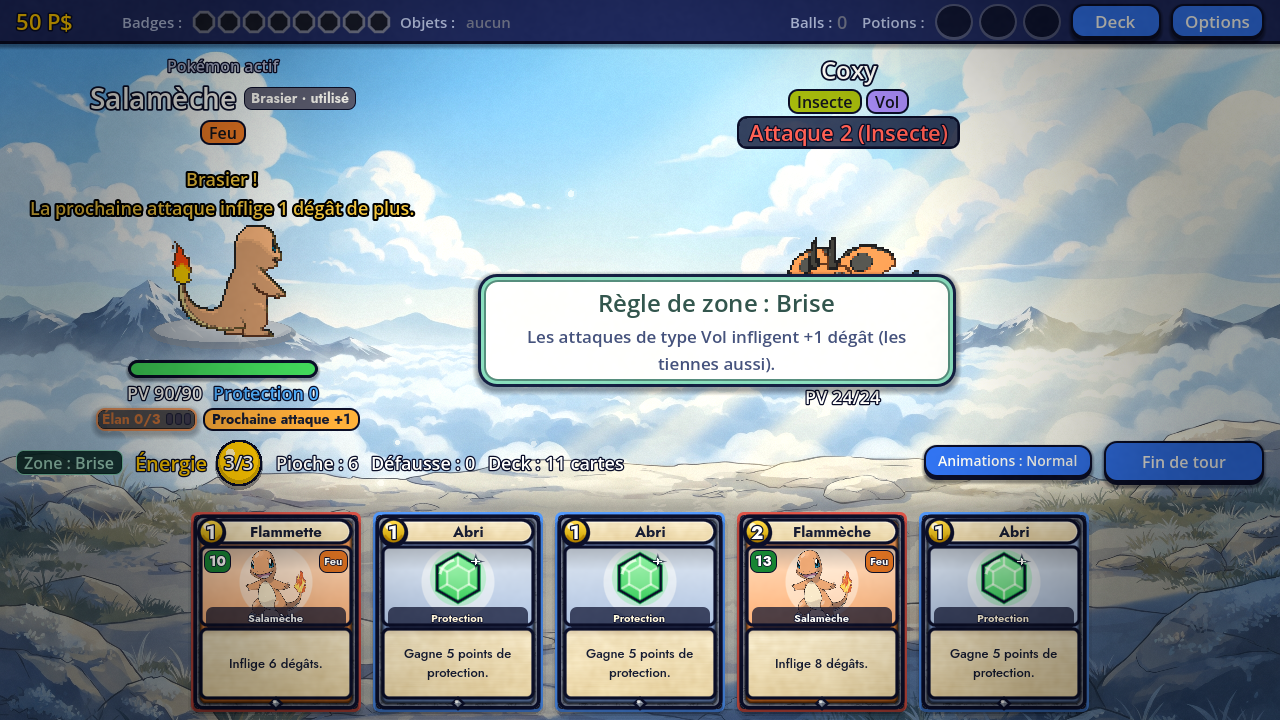 50 P$
Badges :
Objets : aucun
Balls : 0
Potions :
Deck
Options
Pokémon actif
Salamèche
Brasier · utilisé
Feu
Coxy
Insecte
Vol
Attaque 2 (Insecte)
Brasier !
La prochaine attaque inflige 1 dégât de plus.
Règle de zone : Brise
Les attaques de type Vol infligent +1 dégât (les
tiennes aussi).
PV 90/90 Protection 0
PV 24/24
Élan 0/3
Prochaine attaque +1
Zone : Brise
Énergie
3/3
Pioche : 6
Défausse : 0
Deck : 11 cartes
Animations : Normal
Fin de tour
1
Flammette
10
Feu
Salamèche
Inflige 6 dégâts.
1
Abri
Protection
Gagne 5 points de
protection.
1
Abri
Protection
Gagne 5 points de
protection.
2
Flammèche
13
Feu
Salamèche
Inflige 8 dégâts.
1
Abri
Protection
Gagne 5 points de
protection.